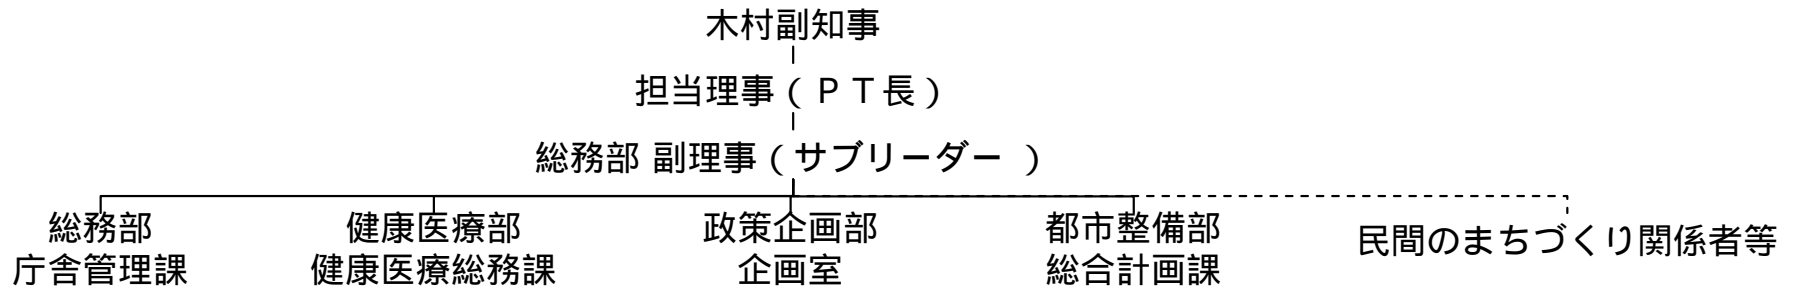 木村副知事
担当理事(PT長)
総務部 副理事(サブリーダー )
総務部
庁舎管理課
健康医療部
健康医療総務課
政策企画部
企画室
都市整備部
総合計画課
民間のまちづくり関係者等